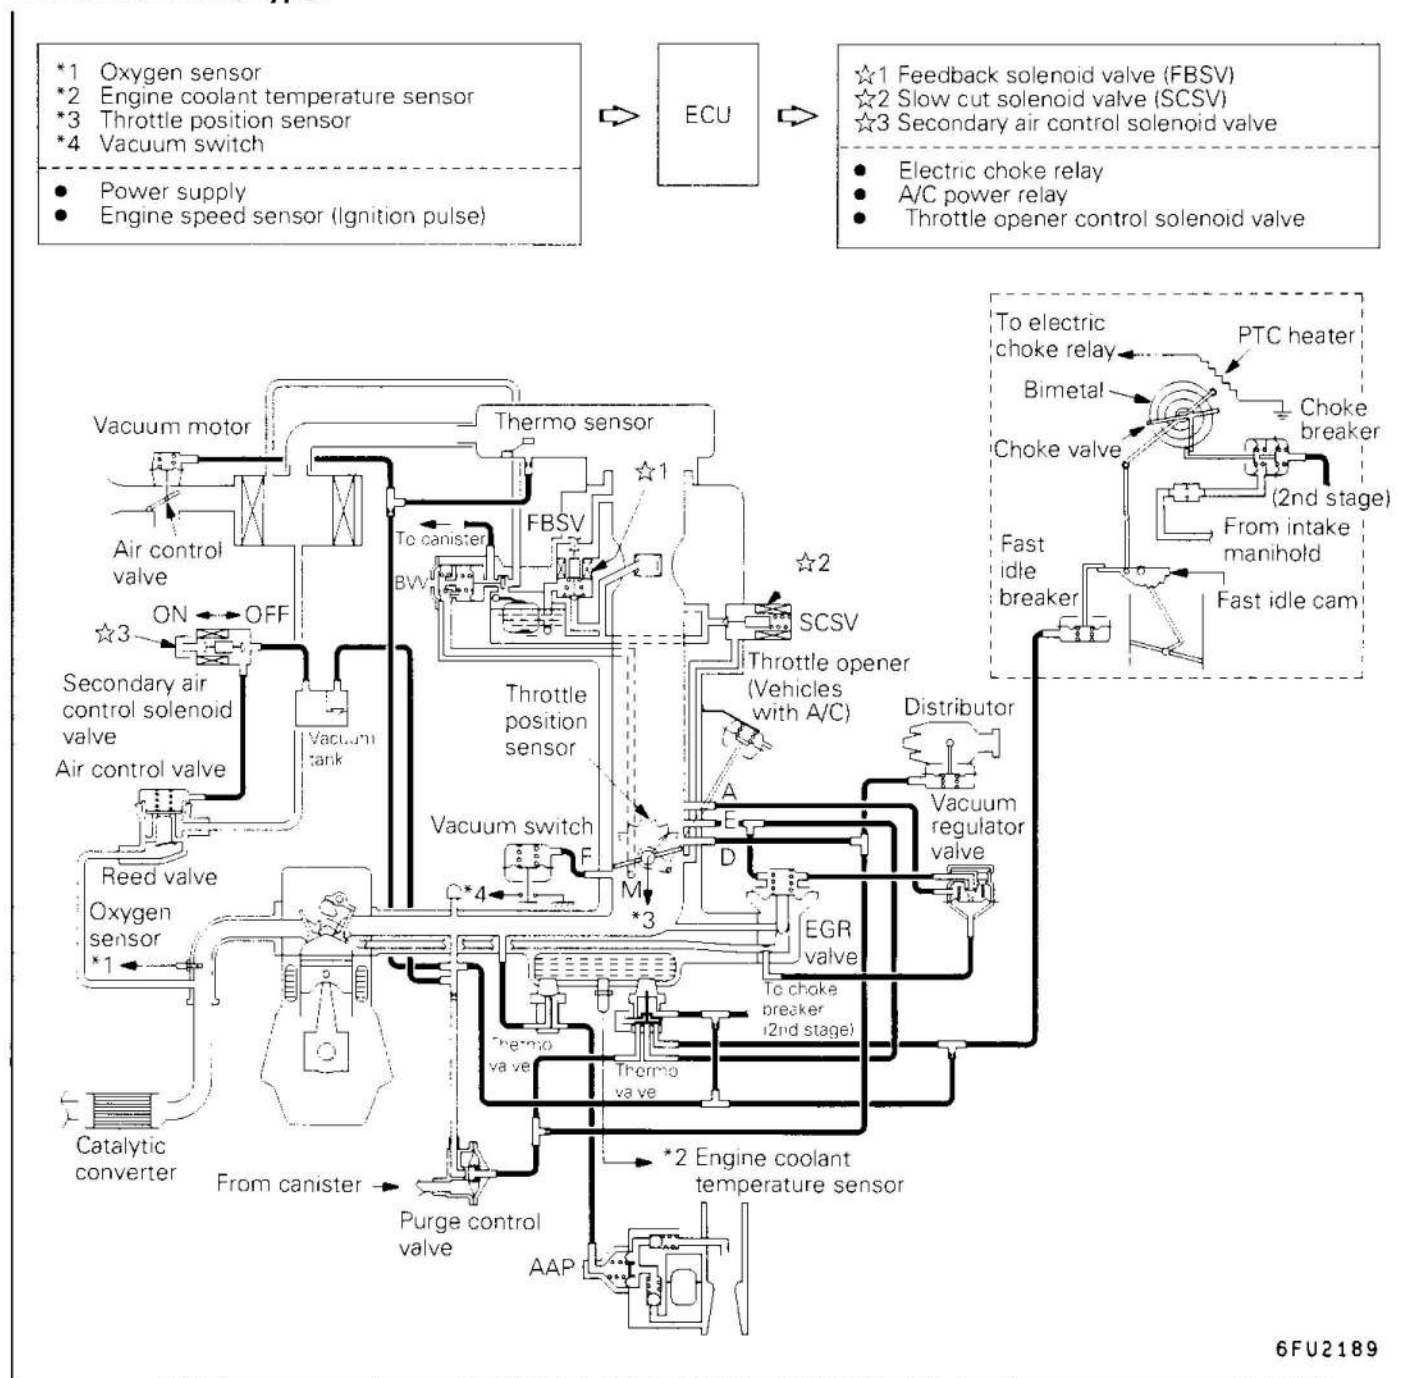 *1 Oxygen sensor
*2 Engine coolant temperature sensor
*3 Throttle position sensor
*4 Vacuum switch
● Power supply
● Engine speed sensor (Ignition pulse)
ECU
☆1 Feedback solenoid valve (FBSV)
☆2 Slow cut solenoid valve (SCSV)
☆3 Secondary air control solenoid valve
● Electric choke relay
● A/C power relay
● Throttle opener control solenoid valve
To electric
choke relay
PTC heater
Bimetal
Choke
breaker
Choke valve
(2nd stage)
From intake
manihold
Fast
idle
breaker
Fast idle cam
Vacuum motor
Thermo sensor
☆1
FBSV
To canister
Air control
valve
BVV
☆2
ON OFF
☆3
SCSV
Secondary air
control solenoid
valve
Throttle opener
(Vehicles
with A/C)
Throttle
position
sensor
Distributor
Vacuum
tank
Air control valve
A
Vacuum
regulator
valve
E
Vacuum switch
F
D
Reed valve
M
*4
*3
Oxygen
sensor
*1
EGR
valve
To choke
breaker
(2nd stage)
Thermo
valve
Thermo
valve
Catalytic
converter
*2 Engine coolant
temperature sensor
From canister
Purge control
valve
AAP
6FU2189